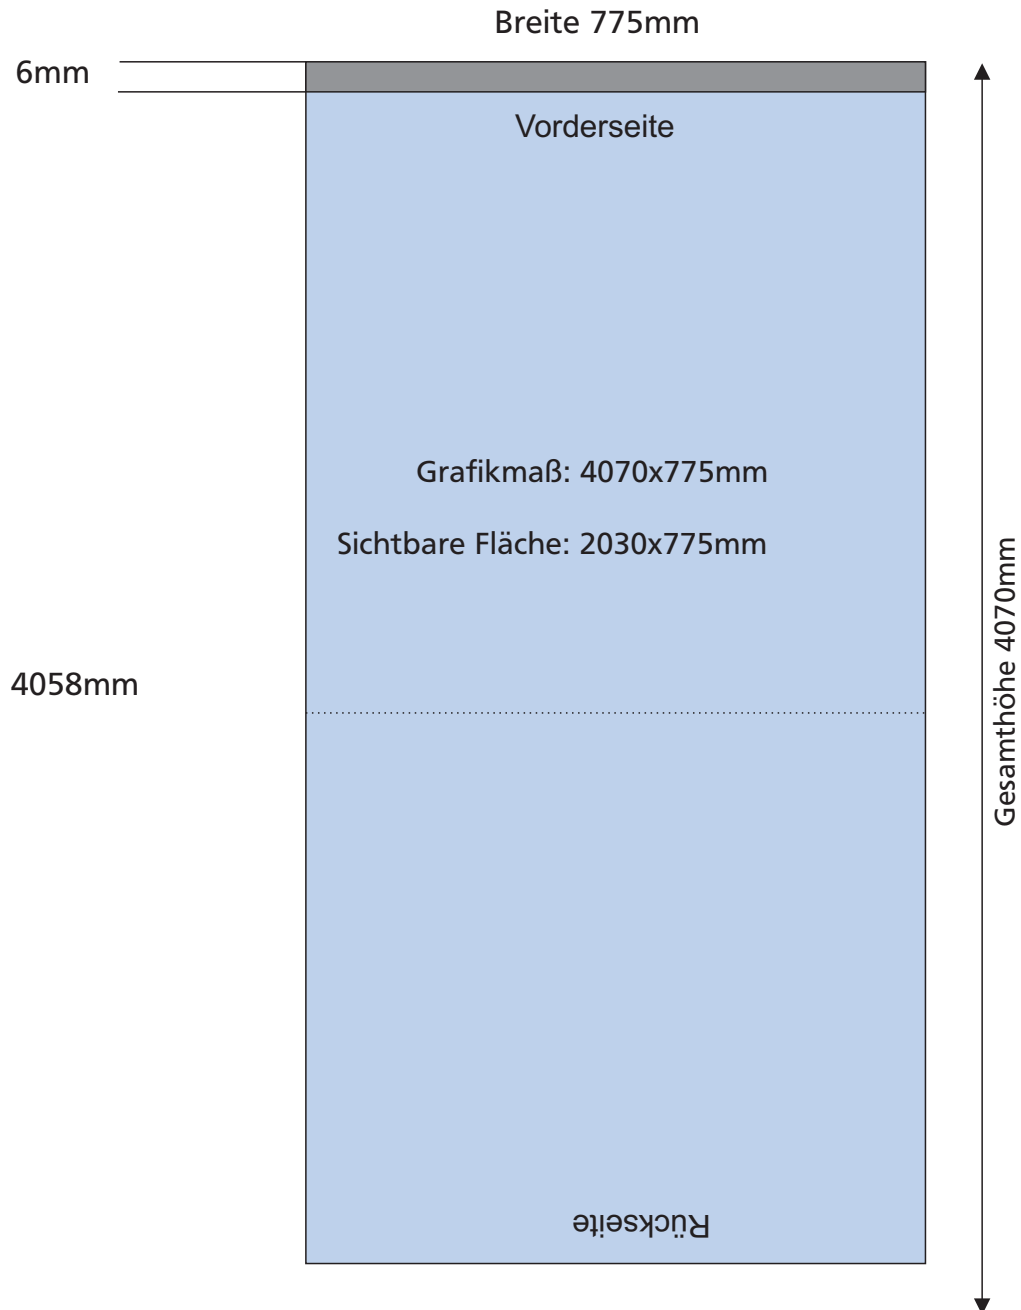 Breite 775mm
6mm
Vorderseite
Grafikmaß: 4070x775mm
Sichtbare Fläche: 2030x775mm
4058mm
Gesamthöhe 4070mm
Rückseite